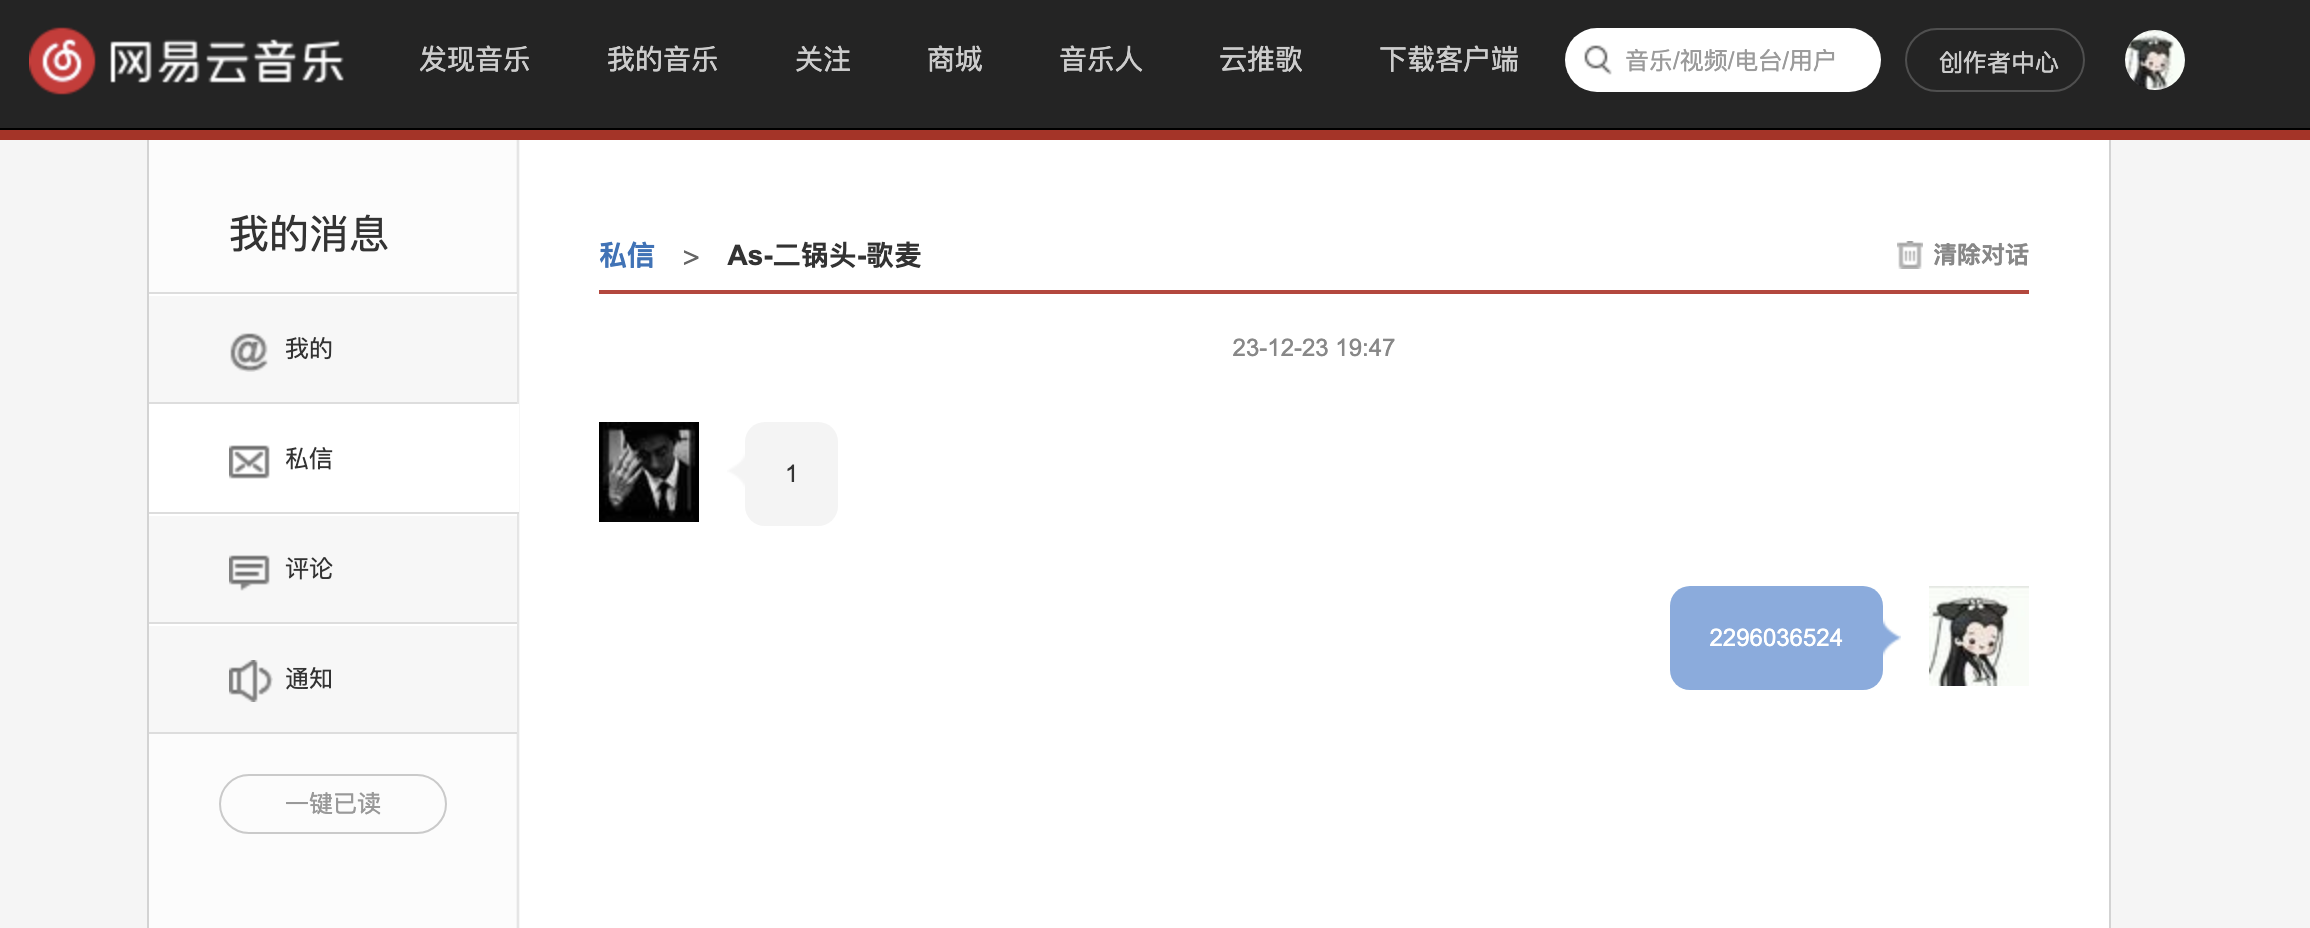 网易云音乐 发现音乐 我的音乐 关注 商城 音乐人 云推歌 下载客户端 音乐/视频/电台/用户 创作者中心
我的消息
@ 我的
私信
评论
通知
一键已读
私信 > As-二锅头-歌麦 清除对话
23-12-23 19:47
1
2296036524